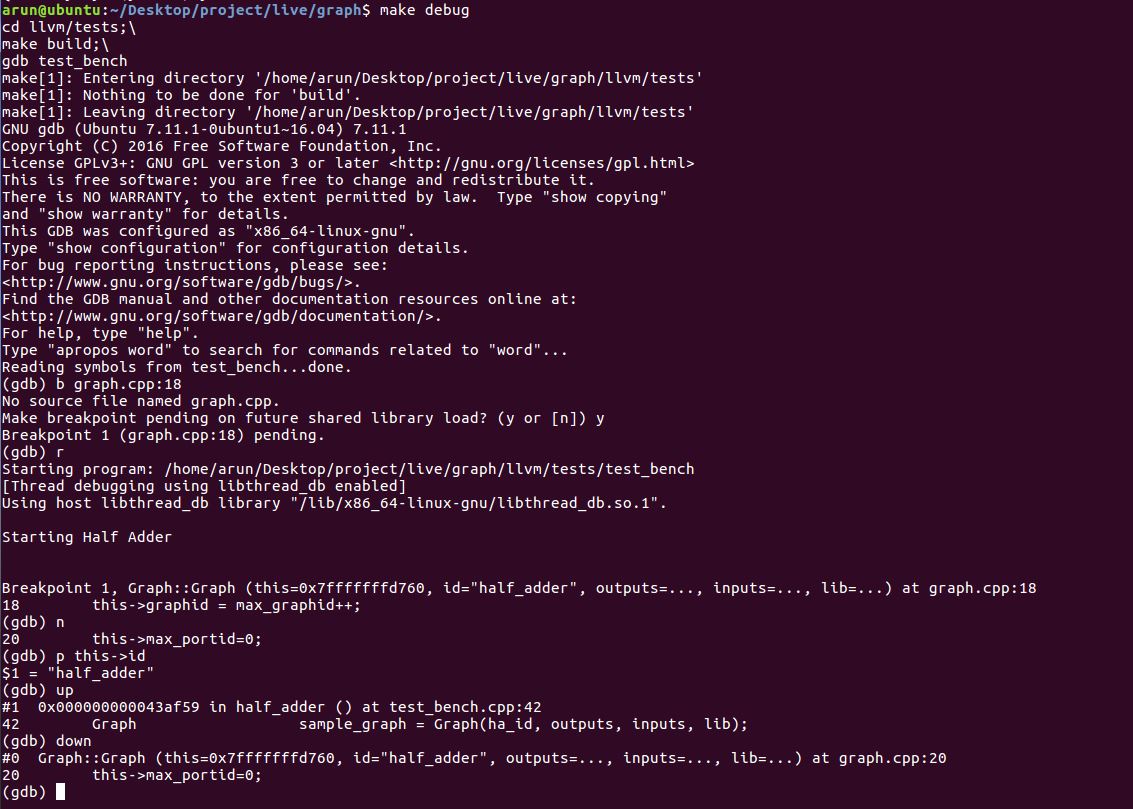 arun@ubuntu:~/Desktop/project/live/graph$ make debug
cd llvm/tests;\
make build;\
gdb test_bench
make[1]: Entering directory '/home/arun/Desktop/project/live/graph/llvm/tests'
make[1]: Nothing to be done for 'build'.
make[1]: Leaving directory '/home/arun/Desktop/project/live/graph/llvm/tests'
GNU gdb (Ubuntu 7.11.1-0ubuntu1~16.04) 7.11.1
Copyright (C) 2016 Free Software Foundation, Inc.
License GPLv3+: GNU GPL version 3 or later <http://gnu.org/licenses/gpl.html>
This is free software: you are free to change and redistribute it.
There is NO WARRANTY, to the extent permitted by law.  Type "show copying"
and "show warranty" for details.
This GDB was configured as "x86_64-linux-gnu".
Type "show configuration" for configuration details.
For bug reporting instructions, please see:
<http://www.gnu.org/software/gdb/bugs/>.
Find the GDB manual and other documentation resources online at:
<http://www.gnu.org/software/gdb/documentation/>.
For help, type "help".
Type "apropos word" to search for commands related to "word"...
Reading symbols from test_bench...done.
(gdb) b graph.cpp:18
No source file named graph.cpp.
Make breakpoint pending on future shared library load? (y or [n]) y
Breakpoint 1 (graph.cpp:18) pending.
(gdb) r
Starting program: /home/arun/Desktop/project/live/graph/llvm/tests/test_bench
[Thread debugging using libthread_db enabled]
Using host libthread_db library "/lib/x86_64-linux-gnu/libthread_db.so.1".
Starting Half Adder
Breakpoint 1, Graph::Graph (this=0x7fffffffd760, id="half_adder", outputs=..., inputs=..., lib=...) at graph.cpp:18
18        this->graphid = max_graphid++;
(gdb) n
20        this->max_portid=0;
(gdb) p this->id
$1 = "half_adder"
(gdb) up
#1  0x000000000043af59 in half_adder () at test_bench.cpp:42
42        Graph                  sample_graph = Graph(ha_id, outputs, inputs, lib);
(gdb) down
#0  Graph::Graph (this=0x7fffffffd760, id="half_adder", outputs=..., inputs=..., lib=...) at graph.cpp:20
20        this->max_portid=0;
(gdb)